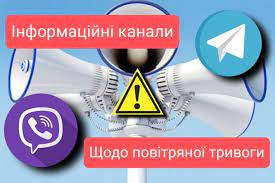 Інформаційні канали
Щодо повітряної тривоги